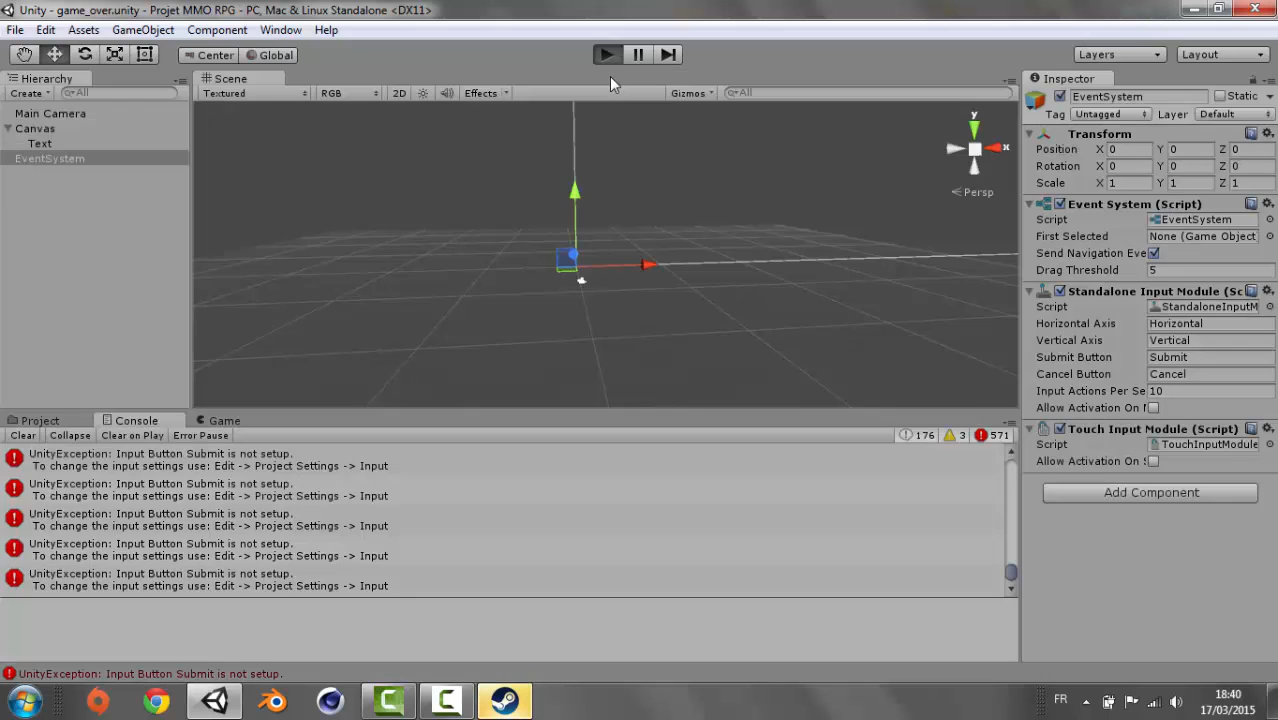 Unity - game_over.unity - Projet MMO RPG - PC, Mac & Linux Standalone <DX11>
File Edit Assets GameObject Component Window Help
Center Global Layers Layout
Hierarchy
Create All
Main Camera
Canvas
Text
EventSystem
Scene
Textured RGB 2D Effects Gizmos All
y
x
Persp
Inspector
EventSystem Static
Tag Untagged Layer Default
Transform
Position X 0 Y 0 Z 0
Rotation X 0 Y 0 Z 0
Scale X 1 Y 1 Z 1
Event System (Script)
Script EventSystem
First Selected None (Game Object
Send Navigation Eve
Drag Threshold 5
Standalone Input Module (Sc
Script StandaloneInputM
Horizontal Axis Horizontal
Vertical Axis Vertical
Submit Button Submit
Cancel Button Cancel
Input Actions Per Se 10
Allow Activation On M
Touch Input Module (Script)
Script TouchInputModule
Allow Activation On S
Add Component
Project Console Game
Clear Collapse Clear on Play Error Pause 176 3 571
UnityException: Input Button Submit is not setup.
To change the input settings use: Edit -> Project Settings -> Input
UnityException: Input Button Submit is not setup.
To change the input settings use: Edit -> Project Settings -> Input
UnityException: Input Button Submit is not setup.
To change the input settings use: Edit -> Project Settings -> Input
UnityException: Input Button Submit is not setup.
To change the input settings use: Edit -> Project Settings -> Input
UnityException: Input Button Submit is not setup.
To change the input settings use: Edit -> Project Settings -> Input
UnityException: Input Button Submit is not setup.
FR 18:40
17/03/2015